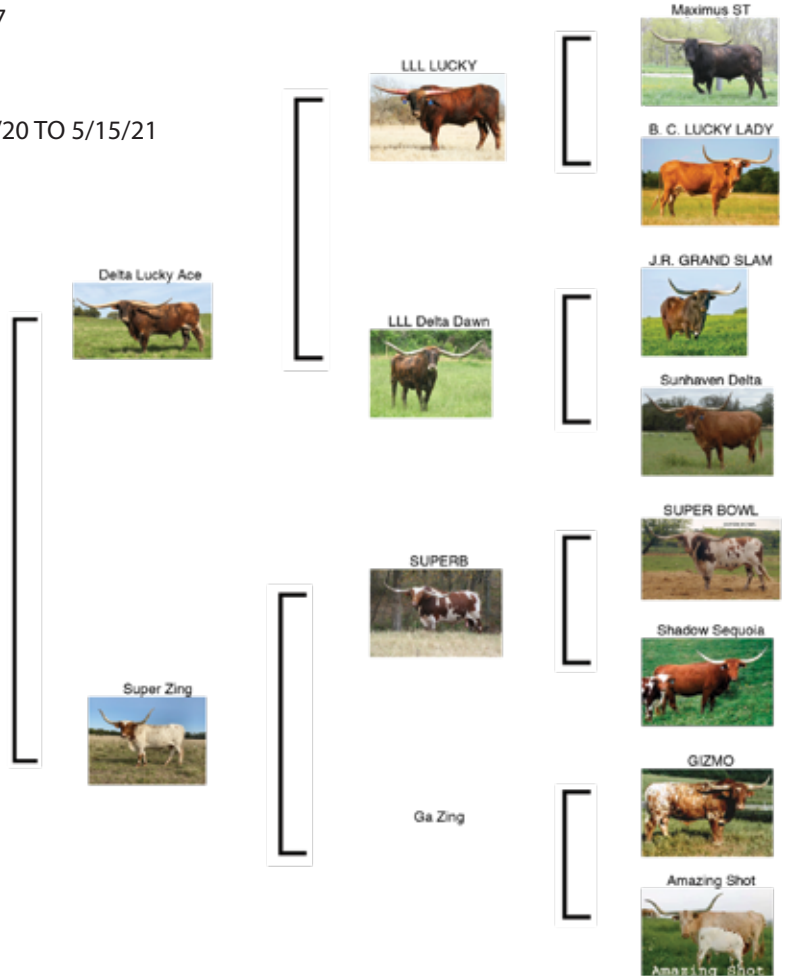 7
/20 TO 5/15/21
Maximus ST
LLL LUCKY
B. C. LUCKY LADY
Delta Lucky Ace
J.R. GRAND SLAM
LLL Delta Dawn
Sunhaven Delta
SUPER BOWL
SUPERB
Shadow Sequoia
Super Zing
GIZMO
Ga Zing
Amazing Shot
Amazing Shot